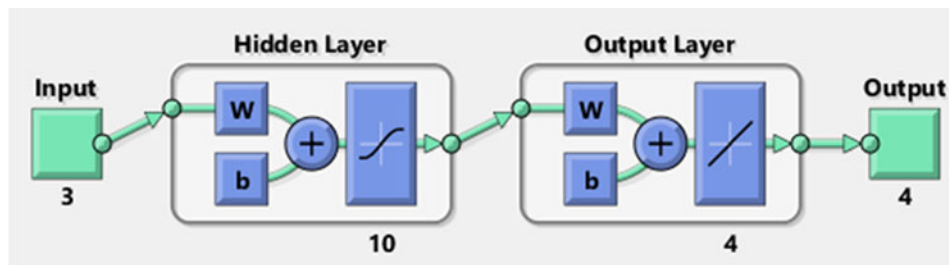 Hidden Layer Output Layer
Input Output
W W
+ +
b b
3 4
10 4